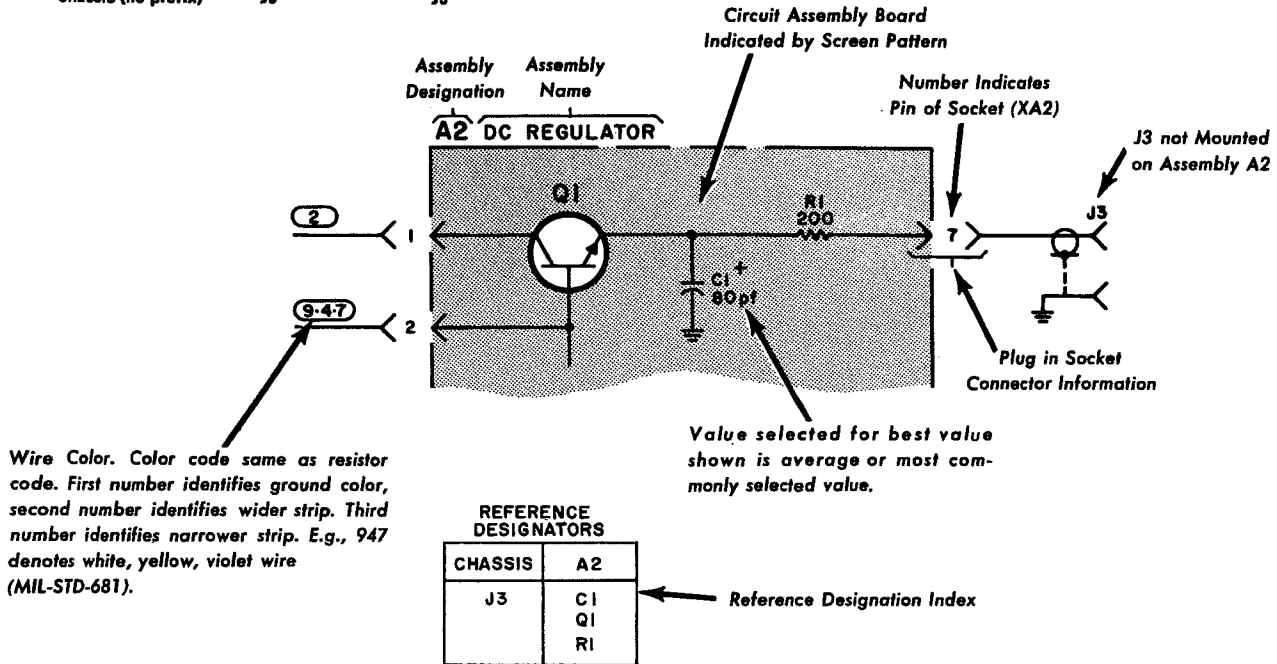 Chassis (no prefix) J3 J3
Circuit Assembly Board
Indicated by Screen Pattern
Assembly
Designation
Assembly
Name
A2 DC REGULATOR
Number Indicates
Pin of Socket (XA2)
J3 not Mounted
on Assembly A2
Q1
R1
200
J3
2
1
7
C1 +
80pf
9·4·7
2
Plug in Socket
Connector Information
Value selected for best value
shown is average or most com-
monly selected value.
Wire Color. Color code same as resistor
code. First number identifies ground color,
second number identifies wider strip. Third
number identifies narrower strip. E.g., 947
denotes white, yellow, violet wire
(MIL-STD-681).
REFERENCE
DESIGNATORS
CHASSIS A2
J3 C1
Q1
R1
Reference Designation Index